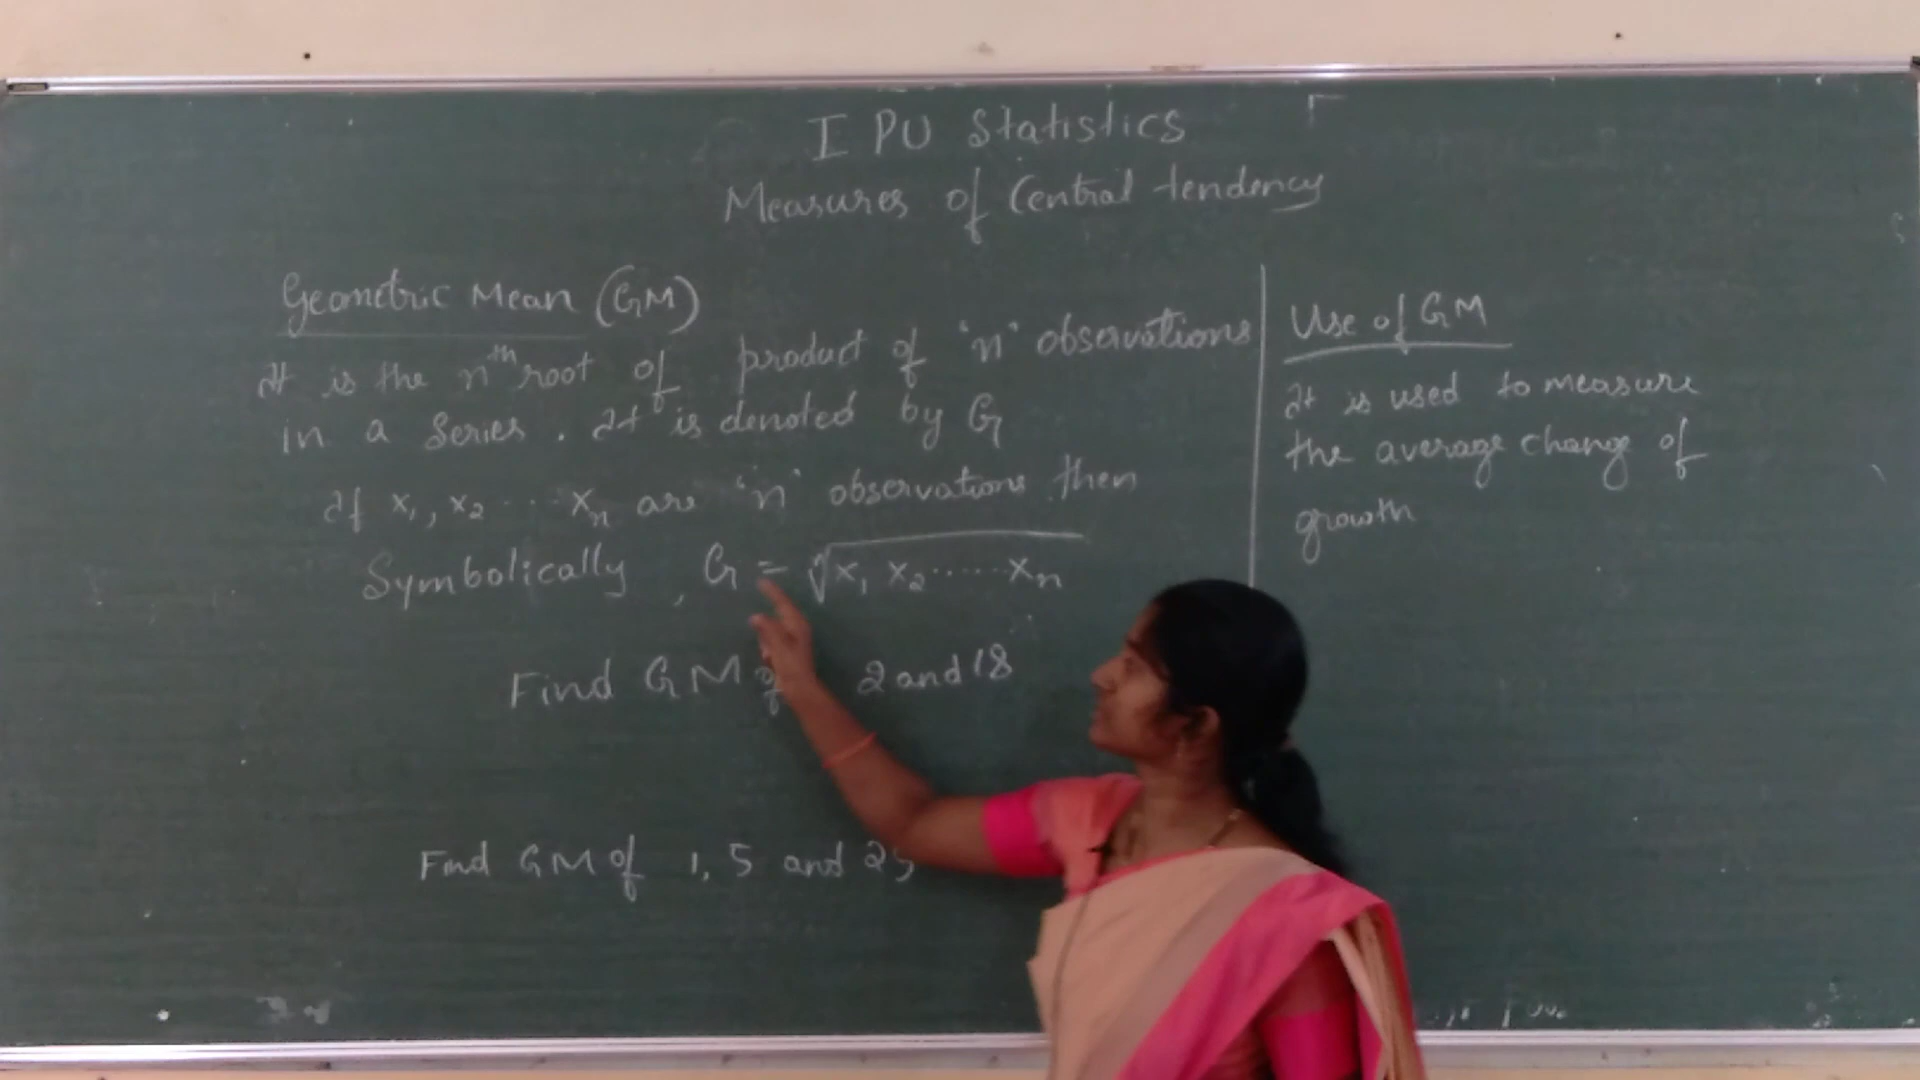 I PU Statistics
Measures of Central tendency
Geometric Mean (GM)
It is the nth root of product of 'n' observations
in a Series. It is denoted by G
If x1, x2 ... xn are 'n' observations then
Symbolically, G = ⁿ√x1 x2 ...... xn
Find GM of 2 and 18
Find GM of 1, 5 and 25
Use of GM
It is used to measure
the average change of
growth